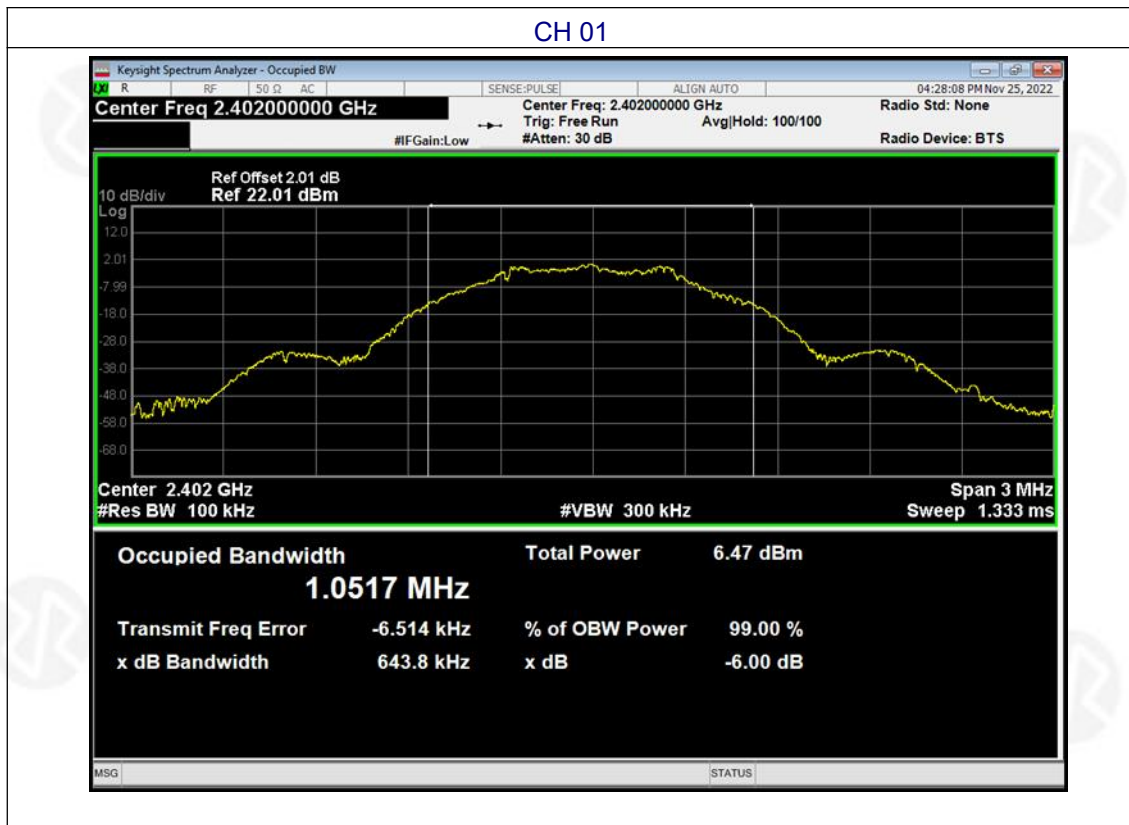 CH 01
Keysight Spectrum Analyzer - Occupied BW
LXI R RF 50 Ω AC SENSE:PULSE ALIGN AUTO 04:28:08 PM Nov 25, 2022
Center Freq 2.402000000 GHz Center Freq: 2.402000000 GHz Radio Std: None
Trig: Free Run Avg|Hold: 100/100
#IFGain:Low #Atten: 30 dB Radio Device: BTS
Ref Offset 2.01 dB
10 dB/div Ref 22.01 dBm
Log
12.0
2.01
-7.99
-18.0
-28.0
-38.0
-48.0
-58.0
-68.0
Center 2.402 GHz Span 3 MHz
#Res BW 100 kHz #VBW 300 kHz Sweep 1.333 ms
Occupied Bandwidth Total Power 6.47 dBm
1.0517 MHz
Transmit Freq Error -6.514 kHz % of OBW Power 99.00 %
x dB Bandwidth 643.8 kHz x dB -6.00 dB
MSG STATUS